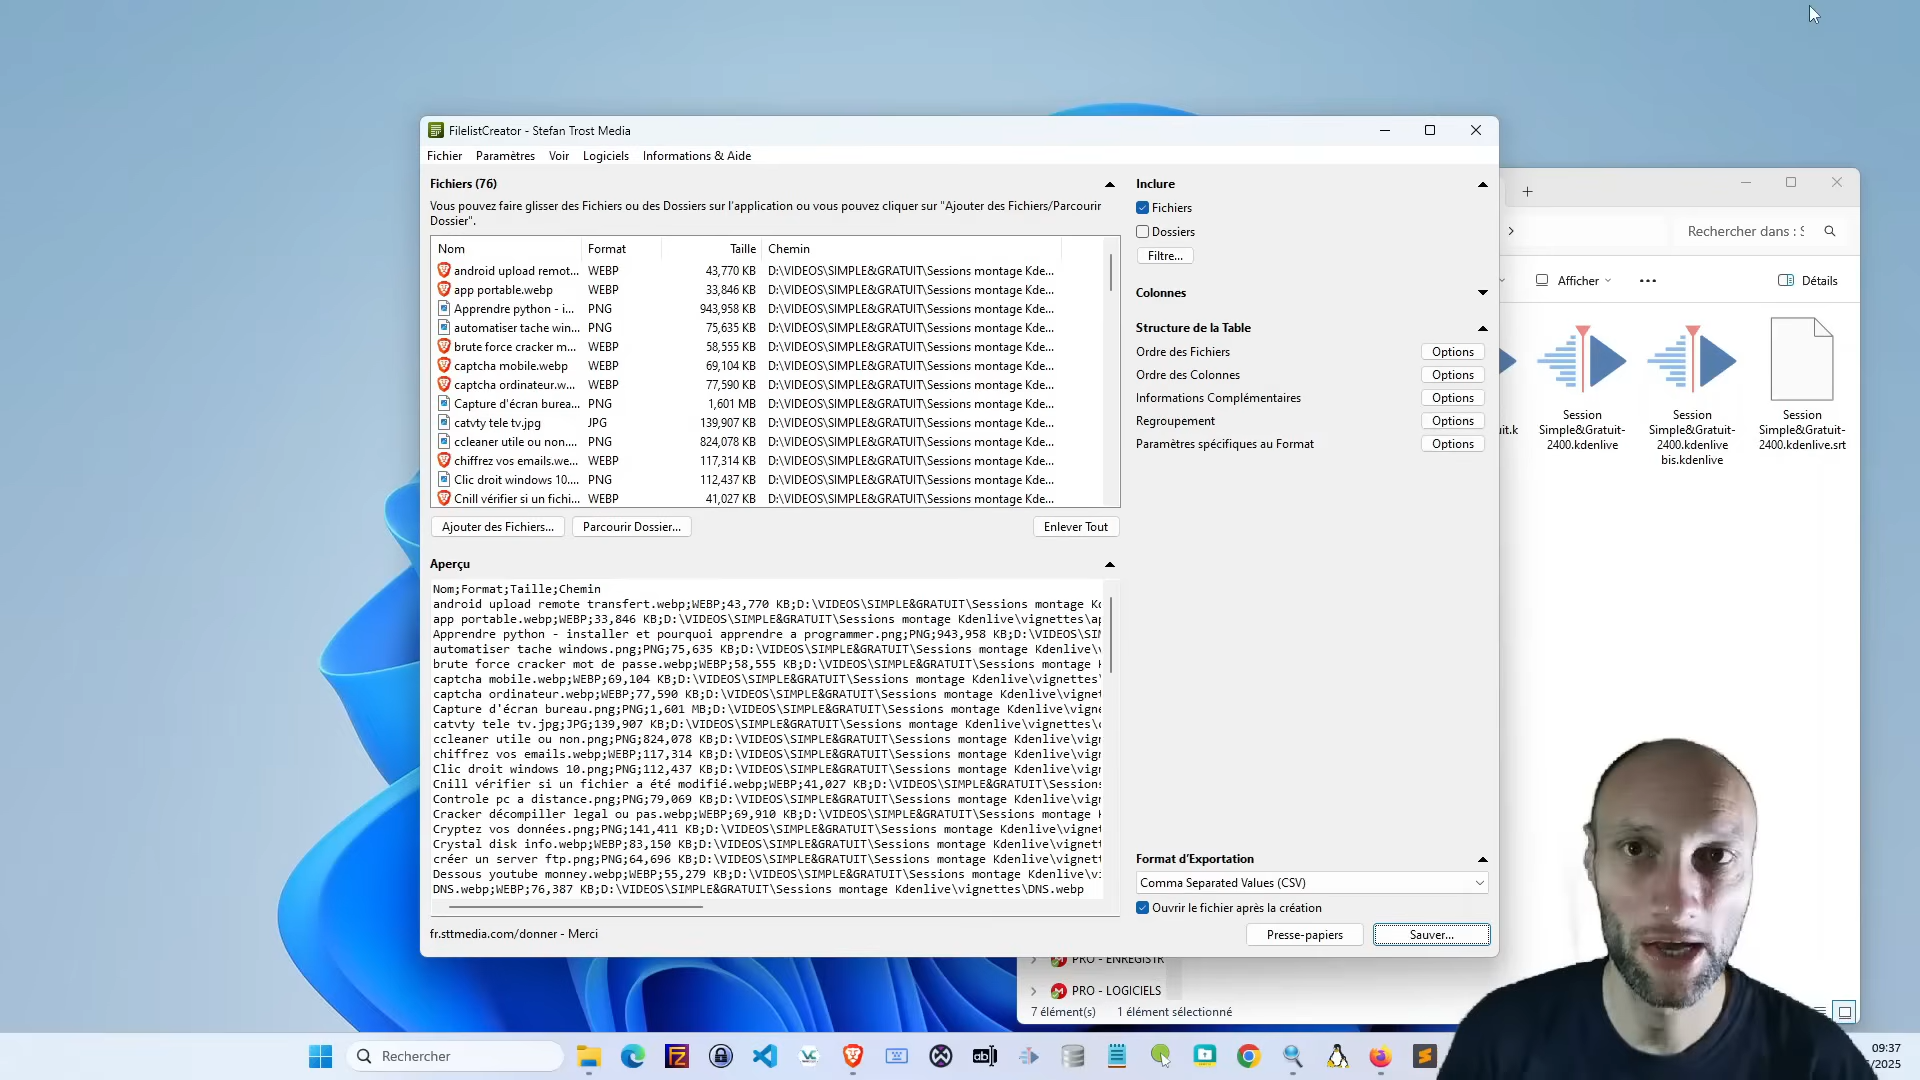 FilelistCreator - Stefan Trost Media
Fichier Paramètres Voir Logiciels Informations & Aide
Fichiers (76)
Vous pouvez faire glisser des Fichiers ou des Dossiers sur l'application ou vous pouvez cliquer sur "Ajouter des Fichiers/Parcourir
Dossier".
Nom Format Taille Chemin
android upload remot... WEBP 43,770 KB D:\VIDEOS\SIMPLE&GRATUIT\Sessions montage Kde...
app portable.webp WEBP 33,846 KB D:\VIDEOS\SIMPLE&GRATUIT\Sessions montage Kde...
Apprendre python - i... PNG 943,958 KB D:\VIDEOS\SIMPLE&GRATUIT\Sessions montage Kde...
automatiser tache win... PNG 75,635 KB D:\VIDEOS\SIMPLE&GRATUIT\Sessions montage Kde...
brute force cracker m... WEBP 58,555 KB D:\VIDEOS\SIMPLE&GRATUIT\Sessions montage Kde...
captcha mobile.webp WEBP 69,104 KB D:\VIDEOS\SIMPLE&GRATUIT\Sessions montage Kde...
captcha ordinateur.w... WEBP 77,590 KB D:\VIDEOS\SIMPLE&GRATUIT\Sessions montage Kde...
Capture d'écran burea... PNG 1,601 MB D:\VIDEOS\SIMPLE&GRATUIT\Sessions montage Kde...
catvty tele tv.jpg JPG 139,907 KB D:\VIDEOS\SIMPLE&GRATUIT\Sessions montage Kde...
ccleaner utile ou non.... PNG 824,078 KB D:\VIDEOS\SIMPLE&GRATUIT\Sessions montage Kde...
chiffrez vos emails.we... WEBP 117,314 KB D:\VIDEOS\SIMPLE&GRATUIT\Sessions montage Kde...
Clic droit windows 10.... PNG 112,437 KB D:\VIDEOS\SIMPLE&GRATUIT\Sessions montage Kde...
Cnill vérifier si un fichi... WEBP 41,027 KB D:\VIDEOS\SIMPLE&GRATUIT\Sessions montage Kde...
Ajouter des Fichiers... Parcourir Dossier... Enlever Tout
Aperçu
Nom;Format;Taille;Chemin
android upload remote transfert.webp;WEBP;43,770 KB;D:\VIDEOS\SIMPLE&GRATUIT\Sessions montage Kd
app portable.webp;WEBP;33,846 KB;D:\VIDEOS\SIMPLE&GRATUIT\Sessions montage Kdenlive\vignettes\ap
Apprendre python - installer et pourquoi apprendre a programmer.png;PNG;943,958 KB;D:\VIDEOS\SIM
automatiser tache windows.png;PNG;75,635 KB;D:\VIDEOS\SIMPLE&GRATUIT\Sessions montage Kdenlive\v
brute force cracker mot de passe.webp;WEBP;58,555 KB;D:\VIDEOS\SIMPLE&GRATUIT\Sessions montage K
captcha mobile.webp;WEBP;69,104 KB;D:\VIDEOS\SIMPLE&GRATUIT\Sessions montage Kdenlive\vignettes\
captcha ordinateur.webp;WEBP;77,590 KB;D:\VIDEOS\SIMPLE&GRATUIT\Sessions montage Kdenlive\vignet
Capture d'écran bureau.png;PNG;1,601 MB;D:\VIDEOS\SIMPLE&GRATUIT\Sessions montage Kdenlive\vigne
catvty tele tv.jpg;JPG;139,907 KB;D:\VIDEOS\SIMPLE&GRATUIT\Sessions montage Kdenlive\vignettes\c
ccleaner utile ou non.png;PNG;824,078 KB;D:\VIDEOS\SIMPLE&GRATUIT\Sessions montage Kdenlive\vign
chiffrez vos emails.webp;WEBP;117,314 KB;D:\VIDEOS\SIMPLE&GRATUIT\Sessions montage Kdenlive\vign
Clic droit windows 10.png;PNG;112,437 KB;D:\VIDEOS\SIMPLE&GRATUIT\Sessions montage Kdenlive\vign
Cnill vérifier si un fichier a été modifié.webp;WEBP;41,027 KB;D:\VIDEOS\SIMPLE&GRATUIT\Sessions
Controle pc a distance.png;PNG;79,069 KB;D:\VIDEOS\SIMPLE&GRATUIT\Sessions montage Kdenlive\vign
Cracker décompiller legal ou pas.webp;WEBP;69,910 KB;D:\VIDEOS\SIMPLE&GRATUIT\Sessions montage K
Cryptez vos données.png;PNG;141,411 KB;D:\VIDEOS\SIMPLE&GRATUIT\Sessions montage Kdenlive\vignet
Crystal disk info.webp;WEBP;83,150 KB;D:\VIDEOS\SIMPLE&GRATUIT\Sessions montage Kdenlive\vignett
créer un server ftp.png;PNG;64,696 KB;D:\VIDEOS\SIMPLE&GRATUIT\Sessions montage Kdenlive\vignett
Dessous youtube monney.webp;WEBP;55,279 KB;D:\VIDEOS\SIMPLE&GRATUIT\Sessions montage Kdenlive\vi
DNS.webp;WEBP;76,387 KB;D:\VIDEOS\SIMPLE&GRATUIT\Sessions montage Kdenlive\vignettes\DNS.webp
fr.sttmedia.com/donner - Merci
Inclure
Fichiers
Dossiers
Filtre...
Colonnes
Structure de la Table
Ordre des Fichiers Options
Ordre des Colonnes Options
Informations Complémentaires Options
Regroupement Options
Paramètres spécifiques au Format Options
Format d'Exportation
Comma Separated Values (CSV)
Ouvrir le fichier après la création
Presse-papiers Sauver...
Rechercher dans : S
Afficher Détails
Session
Simple&Gratuit-
2400.kdenlive
Session
Simple&Gratuit-
2400.kdenlive
bis.kdenlive
Session
Simple&Gratuit-
2400.kdenlive.srt
uit.k
PRO - ENREGISTR
PRO - LOGICIELS
7 élément(s) 1 élément sélectionné
Rechercher
09:37
/2025